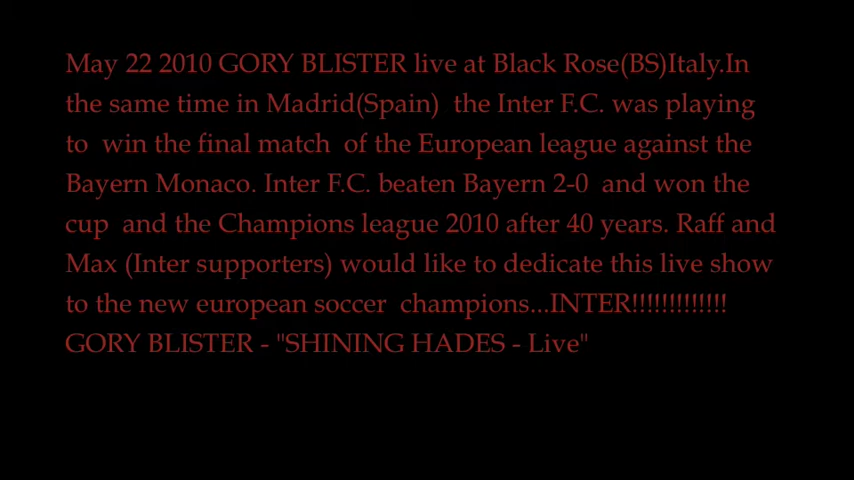 May 22 2010 GORY BLISTER live at Black Rose(BS)Italy.In
the same time in Madrid(Spain)  the Inter F.C. was playing
to  win the final match  of the European league against the
Bayern Monaco. Inter F.C. beaten Bayern 2-0  and won the
cup  and the Champions league 2010 after 40 years. Raff and
Max (Inter supporters) would like to dedicate this live show
to the new european soccer  champions...INTER!!!!!!!!!!!!!
GORY BLISTER - "SHINING HADES - Live"